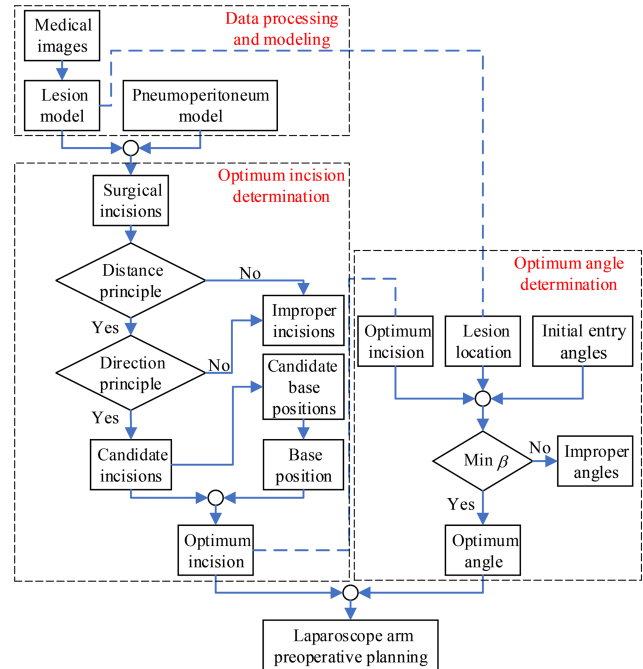 Medical
images
Data processing
and modeling
Lesion
model
Pneumoperitoneum
model
Optimum incision
determination
Surgical
incisions
Distance
principle
No
Yes
Improper
incisions
Direction
principle
No
Yes
Candidate
base
positions
Candidate
incisions
Base
position
Optimum
incision
Optimum angle
determination
Optimum
incision
Lesion
location
Initial entry
angles
Min β
No
Improper
angles
Yes
Optimum
angle
Laparoscope arm
preoperative planning